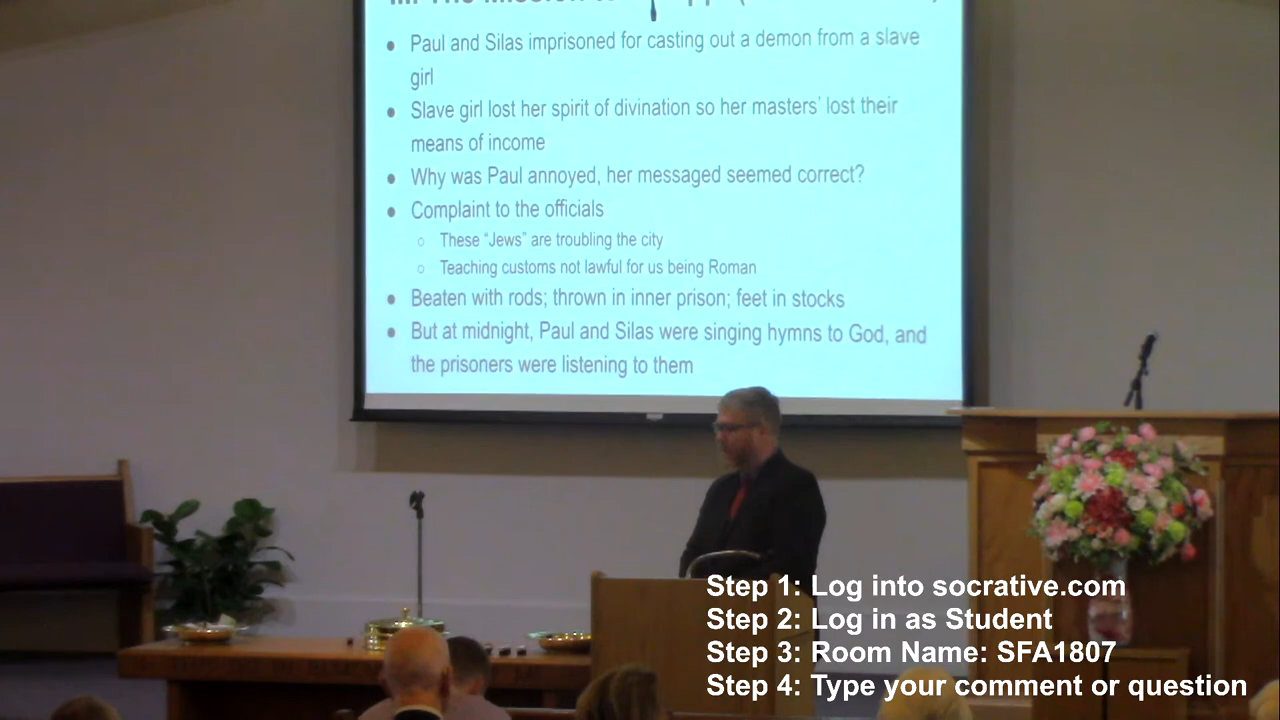 III. The Mission to
Paul and Silas imprisoned for casting out a demon from a slave
girl
Slave girl lost her spirit of divination so her masters' lost their
means of income
Why was Paul annoyed, her messaged seemed correct?
Complaint to the officials
These “Jews” are troubling the city
Teaching customs not lawful for us being Roman
Beaten with rods; thrown in inner prison; feet in stocks
But at midnight, Paul and Silas were singing hymns to God, and
the prisoners were listening to them
Step 1: Log into socrative.com
Step 2: Log in as Student
Step 3: Room Name: SFA1807
Step 4: Type your comment or question